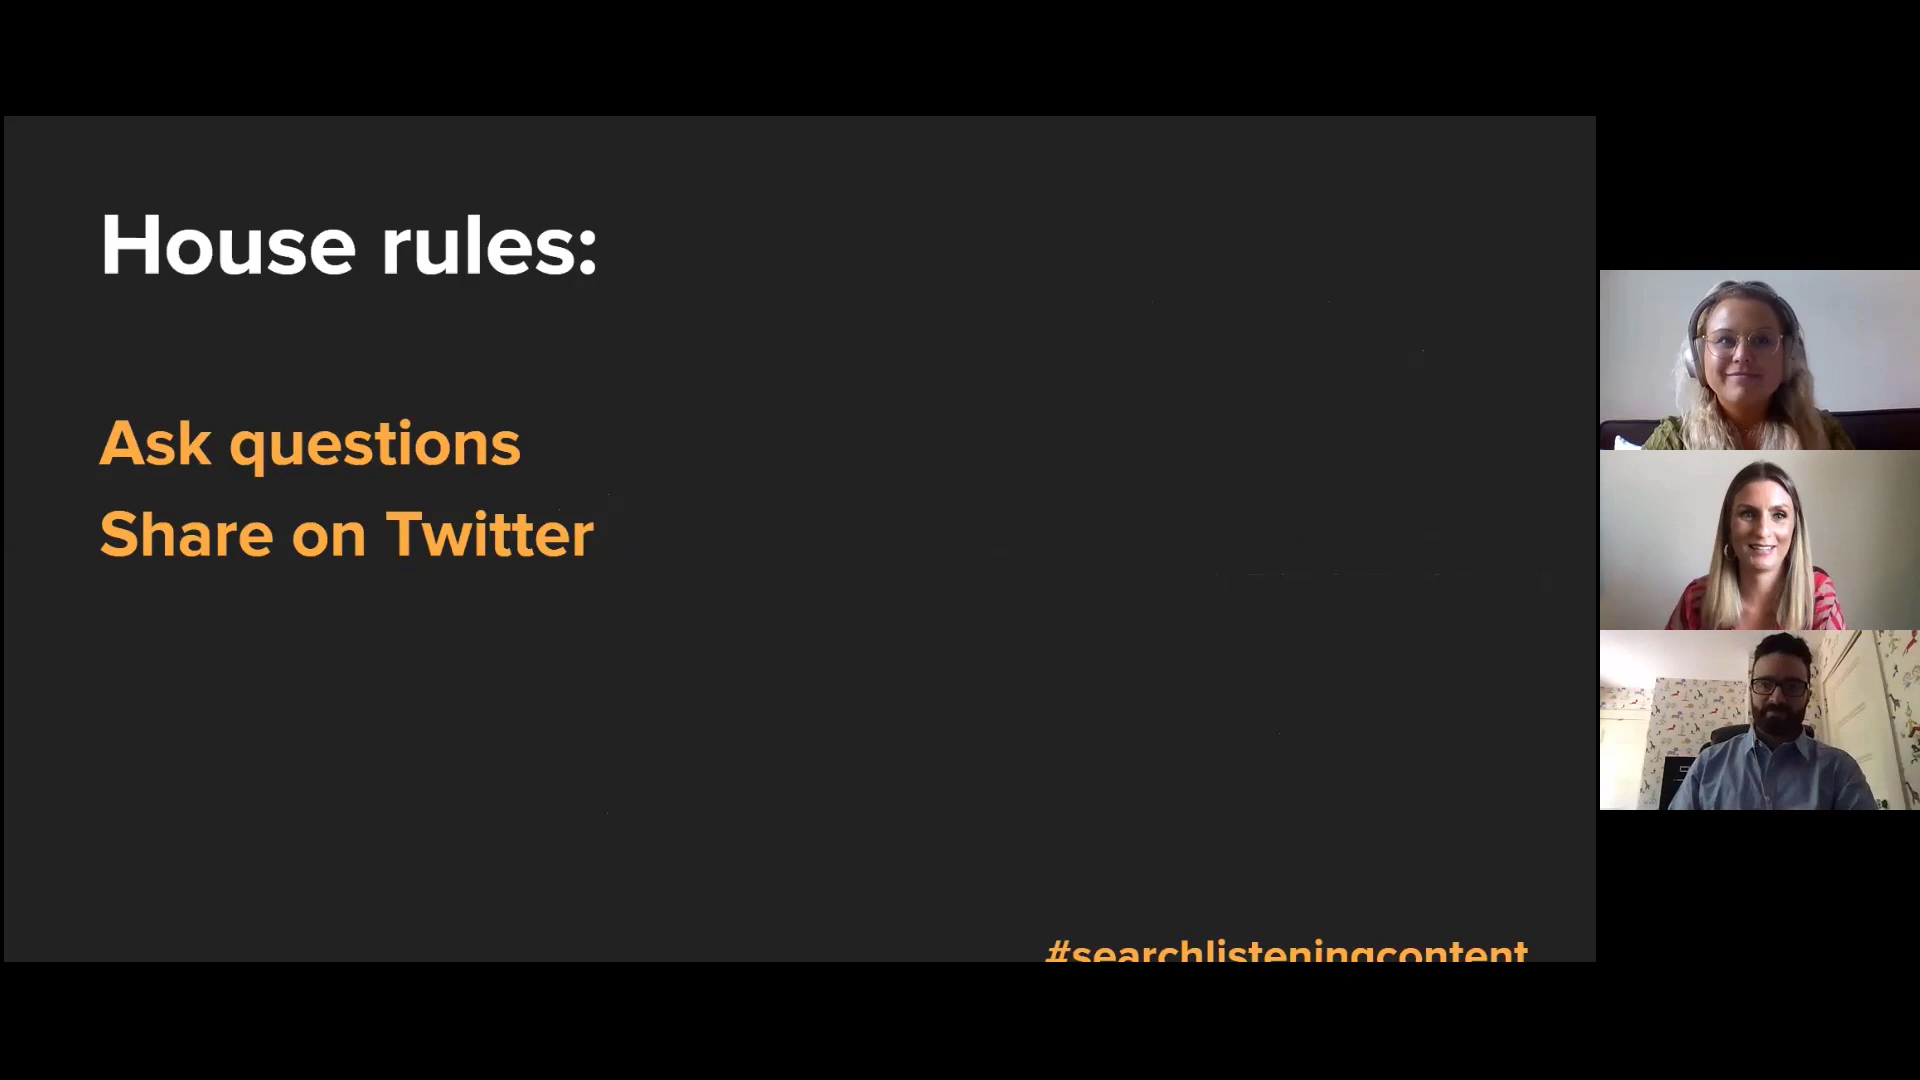 House rules:
Ask questions
Share on Twitter
#searchlisteningcontent